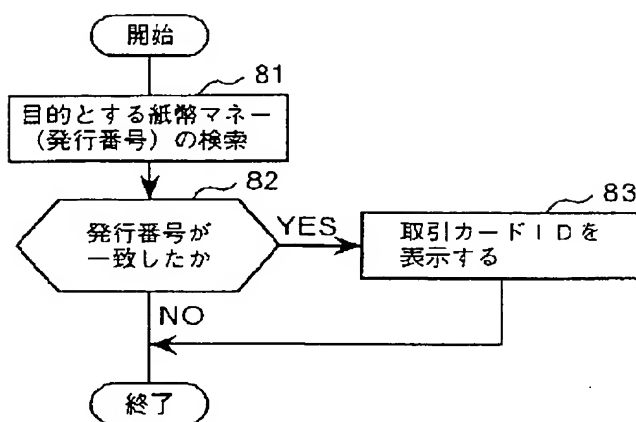 開始
81
目的とする紙幣マネー
(発行番号)の検索
82
発行番号が
一致したか
YES
83
取引カードIDを
表示する
NO
終了